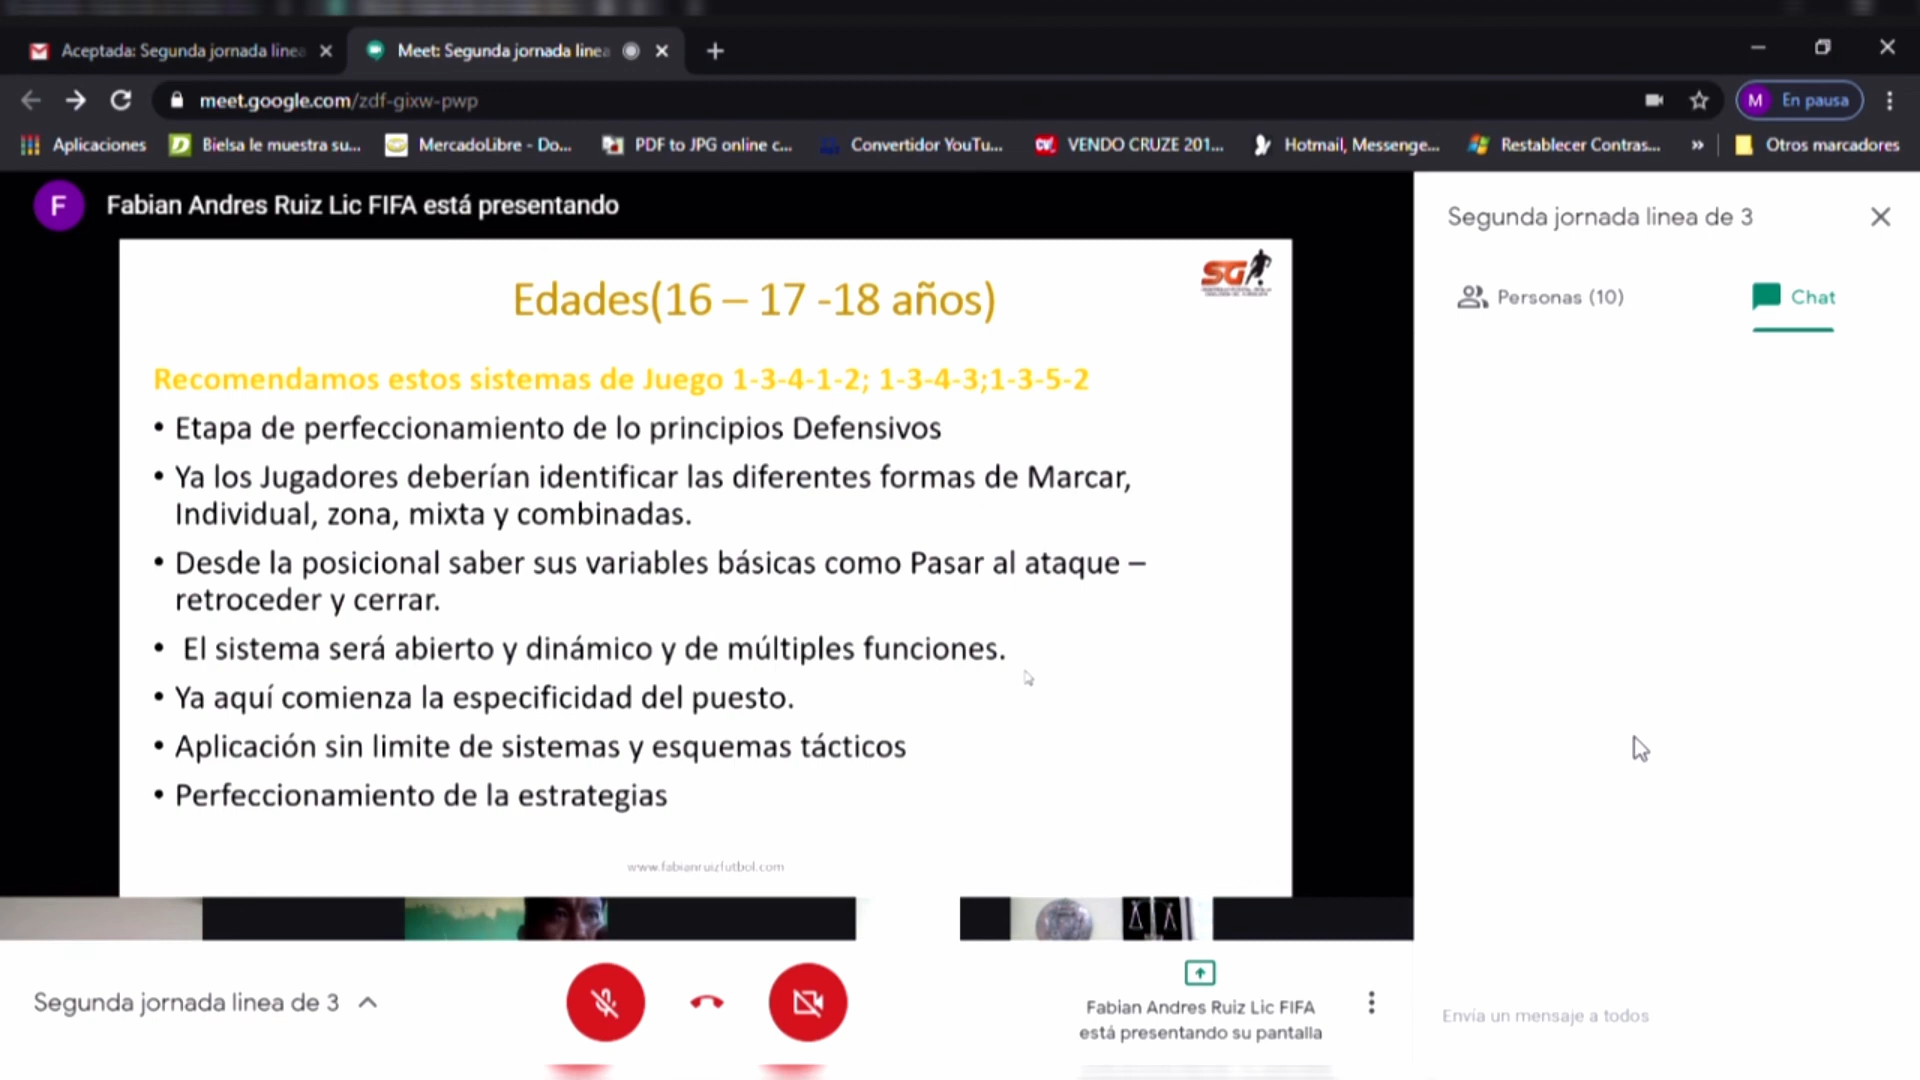 Aceptada: Segunda jornada linea
Meet: Segunda jornada linea
meet.google.com/zdf-gixw-pwp
M En pausa
Aplicaciones
Bielsa le muestra su...
MercadoLibre - Do...
PDF to JPG online c...
Convertidor YouTu...
VENDO CRUZE 201...
Hotmail, Messenge...
Restablecer Contras...
»
Otros marcadores
F Fabian Andres Ruiz Lic FIFA está presentando
SG
Edades(16 – 17 -18 años)
Recomendamos estos sistemas de Juego 1-3-4-1-2; 1-3-4-3;1-3-5-2
• Etapa de perfeccionamiento de lo principios Defensivos
• Ya los Jugadores deberían identificar las diferentes formas de Marcar,
Individual, zona, mixta y combinadas.
• Desde la posicional saber sus variables básicas como Pasar al ataque –
retroceder y cerrar.
• El sistema será abierto y dinámico y de múltiples funciones.
• Ya aquí comienza la especificidad del puesto.
• Aplicación sin limite de sistemas y esquemas tácticos
• Perfeccionamiento de la estrategias
www.fabianruizfutbol.com
Segunda jornada linea de 3
Personas (10)
Chat
Envía un mensaje a todos
Segunda jornada linea de 3
Fabian Andres Ruiz Lic FIFA
está presentando su pantalla